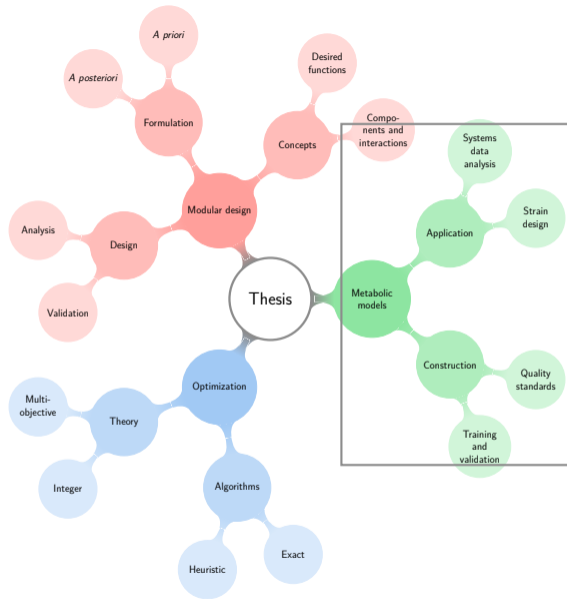 A priori
A posteriori
Formulation
Desired
functions
Compo-
nents and
interactions
Concepts
Modular design
Analysis
Design
Validation
Thesis
Systems
data
analysis
Strain
design
Application
Metabolic
models
Construction
Quality
standards
Training
and
validation
Optimization
Multi-
objective
Theory
Integer
Algorithms
Heuristic
Exact